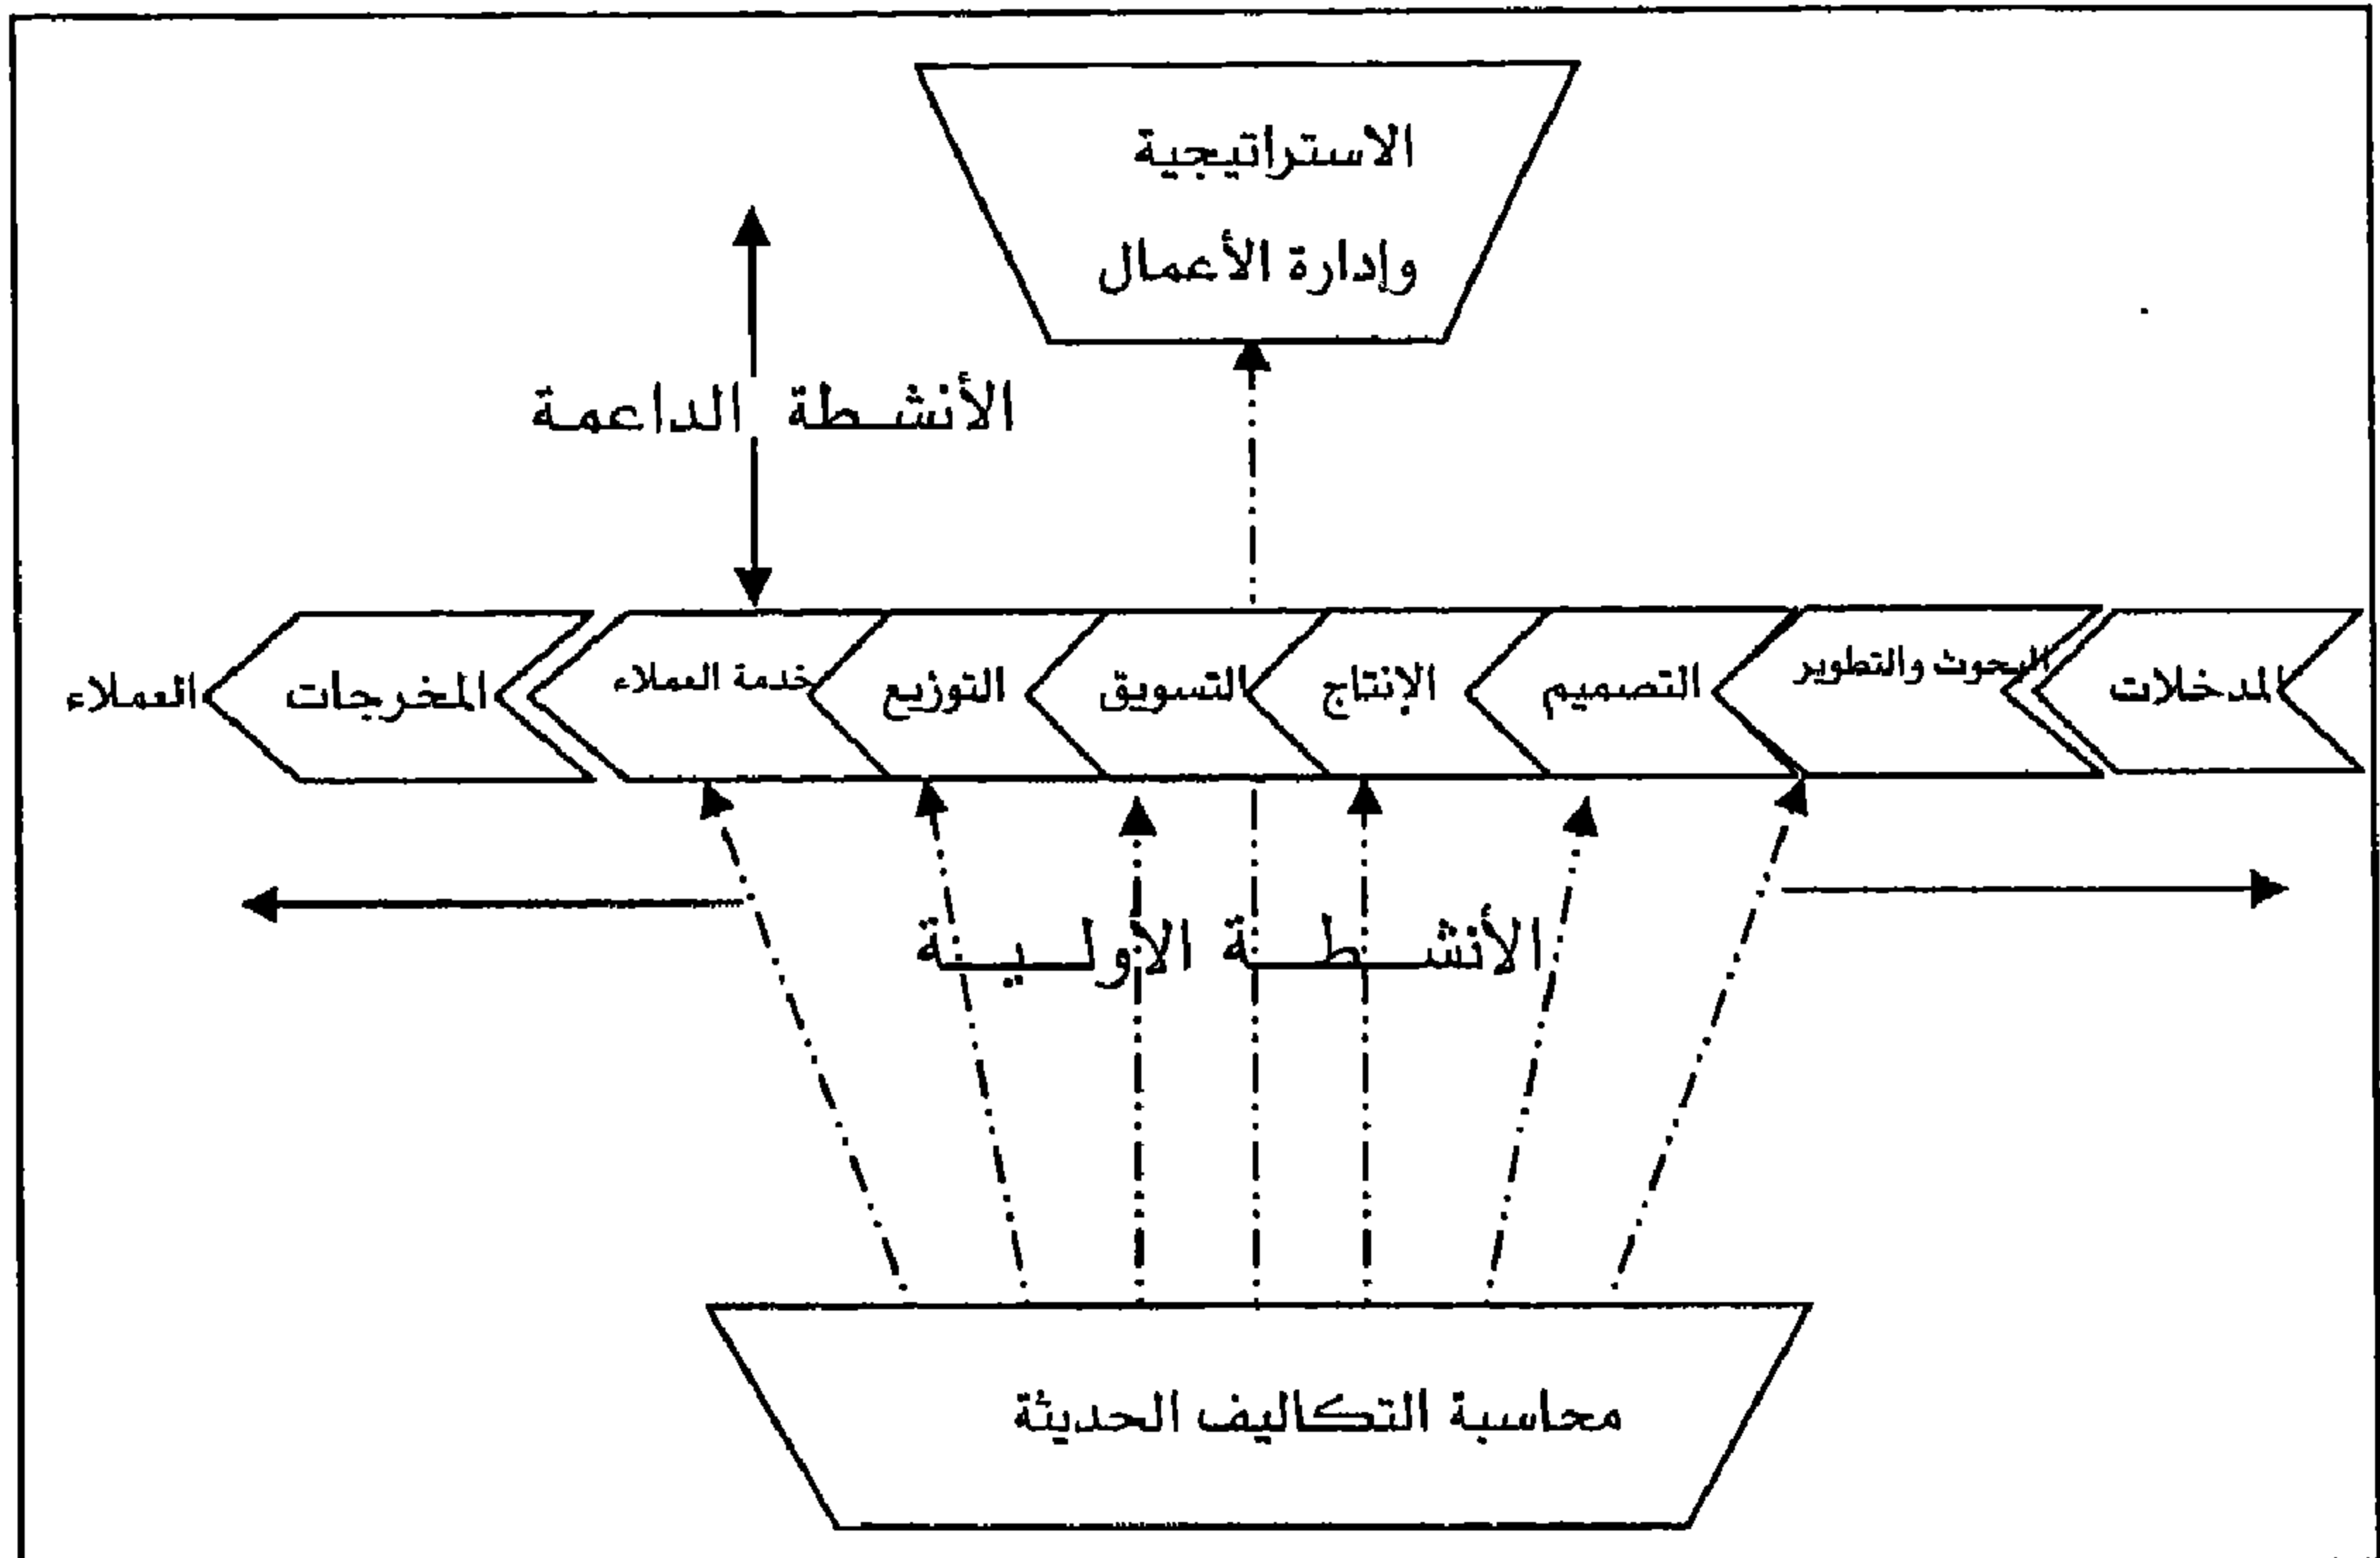 الاستراتيجية
وإدارة الأعمال
الأنشطة الداعمة
المدخلات
البحوث والتطوير
التصميم
الإنتاج
التسويق
التوزيع
خدمة العملاء
المخرجات
العملاء
الأنشطة الأولية
محاسبة التكاليف الحديثة